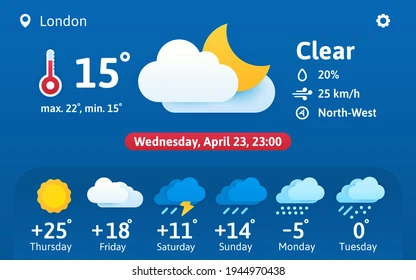 London
15°
max. 22°, min. 15°
Clear
20%
25 km/h
North-West
Wednesday, April 23, 23:00
+25° +18° +11° +14° -5° 0°
Thursday Friday Saturday Sunday Monday Tuesday
shutterstock.com · 1944970438